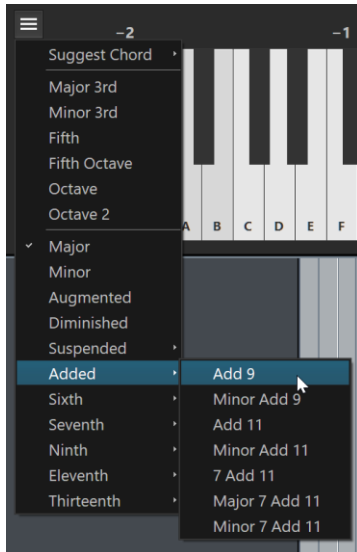 -2 -1
Suggest Chord
Major 3rd
Minor 3rd
Fifth
Fifth Octave
Octave
Octave 2
A B C D E F
Major
Minor
Augmented
Diminished
Suspended
Added
Sixth
Seventh
Ninth
Eleventh
Thirteenth
Add 9
Minor Add 9
Add 11
Minor Add 11
7 Add 11
Major 7 Add 11
Minor 7 Add 11